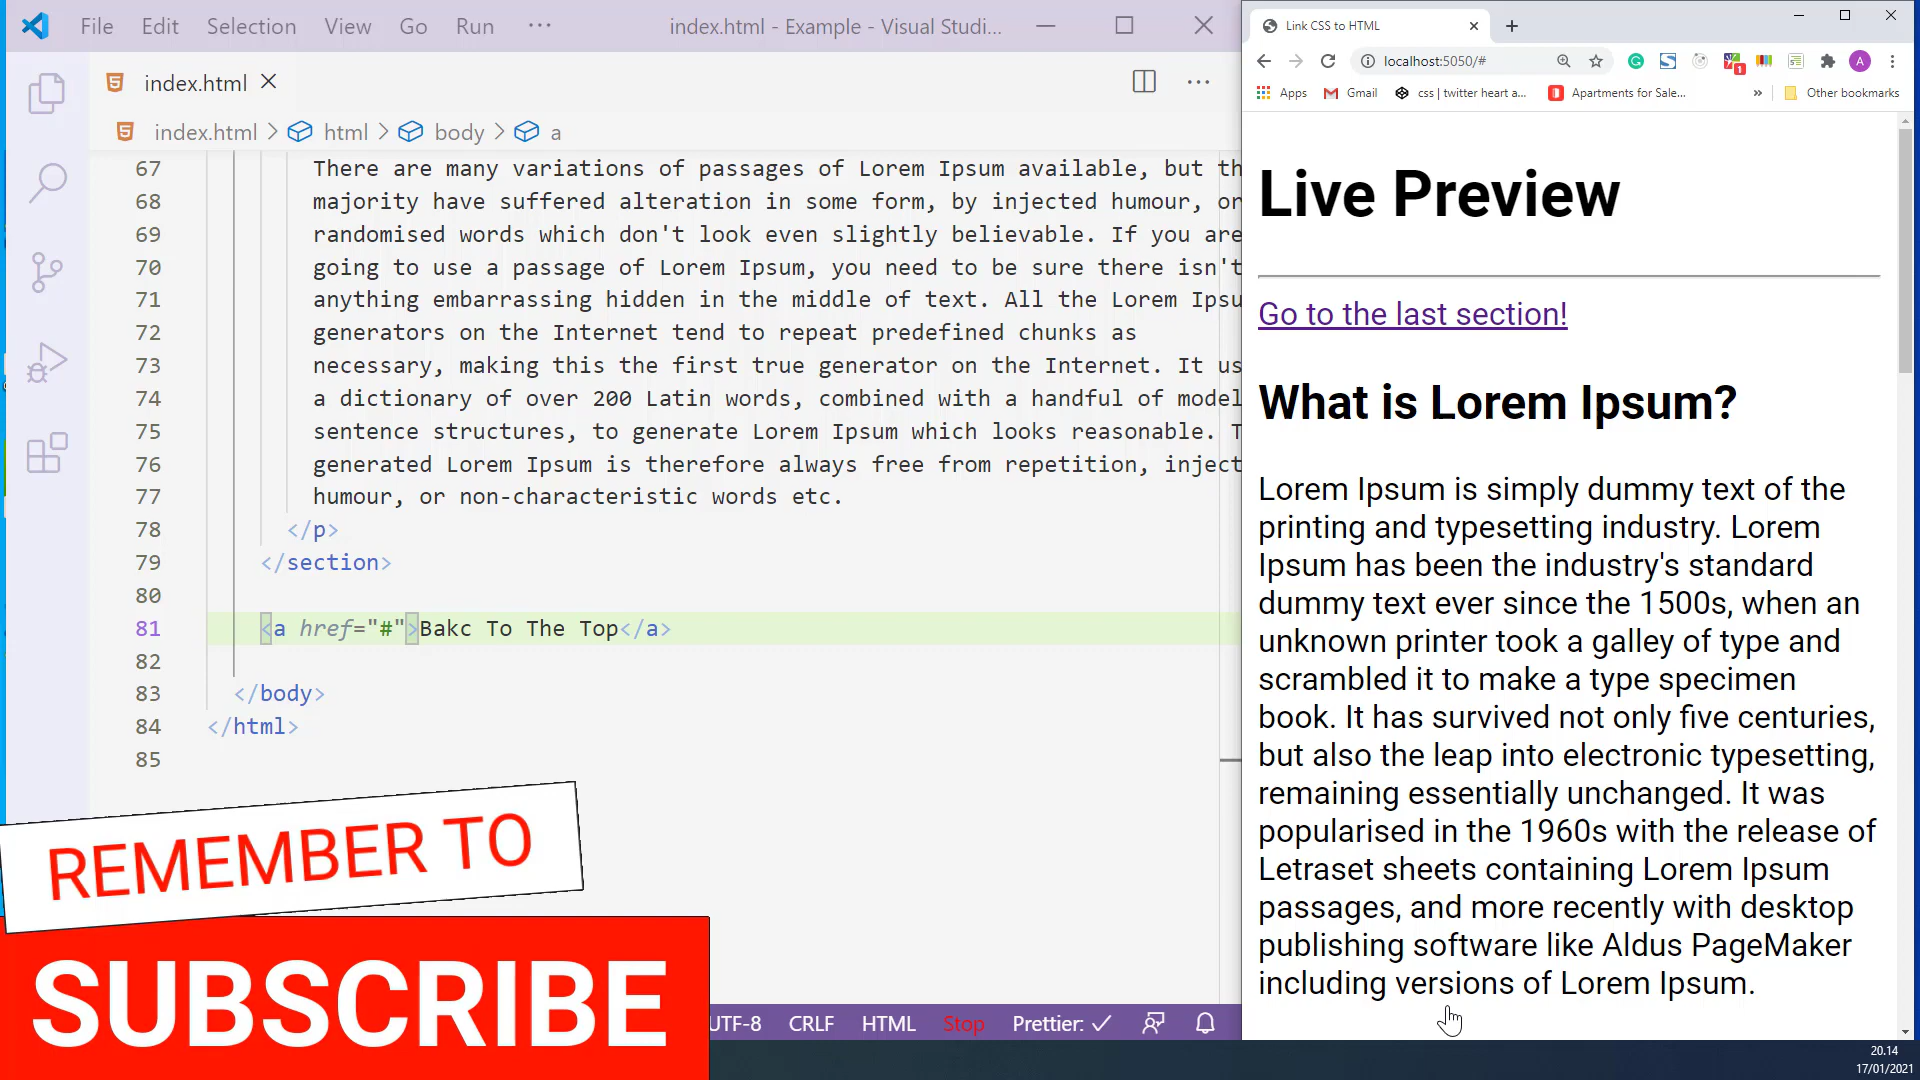 File Edit Selection View Go Run ··· index.html - Example - Visual Studi...
index.html
index.html > html > body > a
67 There are many variations of passages of Lorem Ipsum available, but th
68 majority have suffered alteration in some form, by injected humour, or
69 randomised words which don't look even slightly believable. If you are
70 going to use a passage of Lorem Ipsum, you need to be sure there isn't
71 anything embarrassing hidden in the middle of text. All the Lorem Ipsu
72 generators on the Internet tend to repeat predefined chunks as
73 necessary, making this the first true generator on the Internet. It us
74 a dictionary of over 200 Latin words, combined with a handful of model
75 sentence structures, to generate Lorem Ipsum which looks reasonable. T
76 generated Lorem Ipsum is therefore always free from repetition, inject
77 humour, or non-characteristic words etc.
78 </p>
79 </section>
80
81 <a href="#">Bakc To The Top</a>
82
83 </body>
84 </html>
85
REMEMBER TO
SUBSCRIBE
UTF-8 CRLF HTML Stop Prettier: ✓
Link CSS to HTML
localhost:5050/#
1
A
Apps Gmail css | twitter heart a... Apartments for Sale... » Other bookmarks
Live Preview
Go to the last section!
What is Lorem Ipsum?
Lorem Ipsum is simply dummy text of the
printing and typesetting industry. Lorem
Ipsum has been the industry's standard
dummy text ever since the 1500s, when an
unknown printer took a galley of type and
scrambled it to make a type specimen
book. It has survived not only five centuries,
but also the leap into electronic typesetting,
remaining essentially unchanged. It was
popularised in the 1960s with the release of
Letraset sheets containing Lorem Ipsum
passages, and more recently with desktop
publishing software like Aldus PageMaker
including versions of Lorem Ipsum.
20.14
17/01/2021